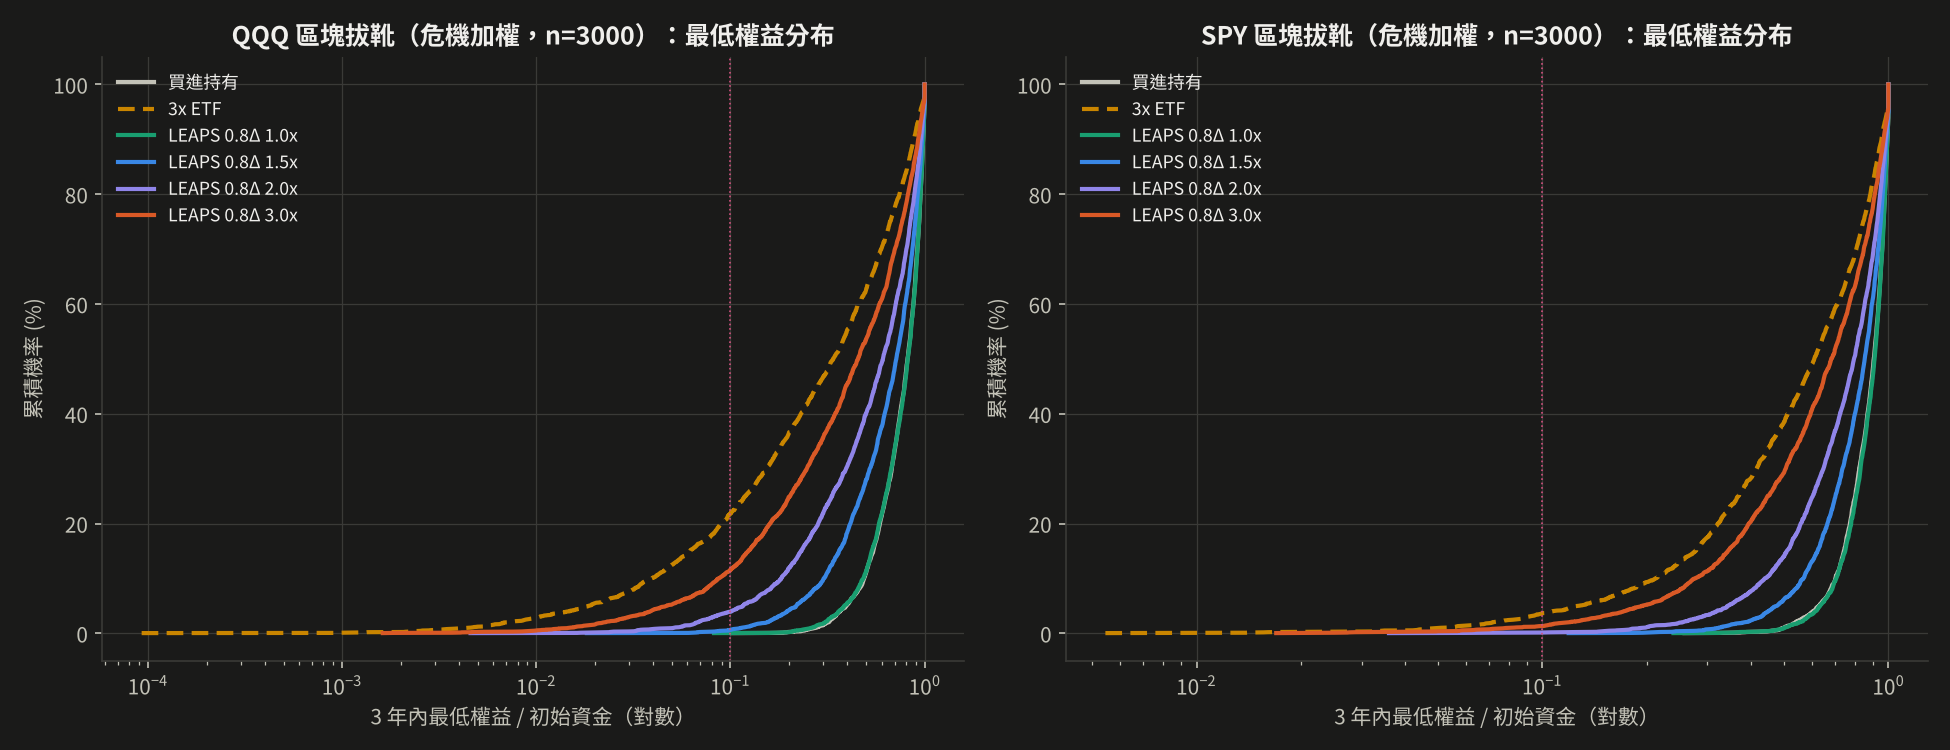 QQQ 區塊拔靴（危機加權，n=3000）：最低權益分布
買進持有
3x ETF
LEAPS 0.8Δ 1.0x
LEAPS 0.8Δ 1.5x
LEAPS 0.8Δ 2.0x
LEAPS 0.8Δ 3.0x
累積機率 (%)
100
80
60
40
20
0
10⁻⁴
10⁻³
10⁻²
10⁻¹
10⁰
3 年內最低權益 / 初始資金（對數）
SPY 區塊拔靴（危機加權，n=3000）：最低權益分布
買進持有
3x ETF
LEAPS 0.8Δ 1.0x
LEAPS 0.8Δ 1.5x
LEAPS 0.8Δ 2.0x
LEAPS 0.8Δ 3.0x
累積機率 (%)
100
80
60
40
20
0
10⁻²
10⁻¹
10⁰
3 年內最低權益 / 初始資金（對數）